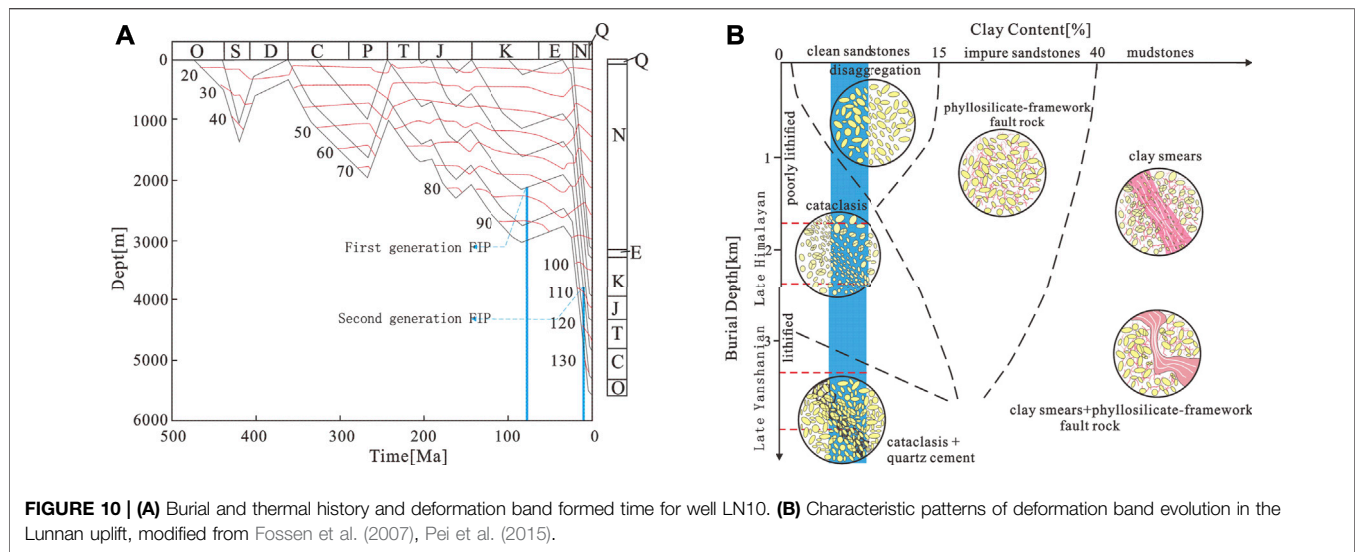 A
O S D C P T J K E N
Q
Q
0
20
30
40
1000
50
60
70
2000
80
90
3000
First generation FIP
100
110
4000
Second generation FIP
120
5000
130
6000
N
E
K
J
T
C
O
Dept[m]
500 400 300 200 100 0
Time[Ma]
B
Clay Content[%]
0 clean sandstones 15 impure sandstones 40 mudstones
disaggregation
phyllosilicate-framework
fault rock
clay smears
cataclasis
poorly lithified
lithified
1
2
3
Burial Depth[km]
Late Himalayan
Late Yanshanian
clay smears+phyllosilicate-framework
fault rock
cataclasis +
quartz cement
FIGURE 10 | (A) Burial and thermal history and deformation band formed time for well LN10. (B) Characteristic patterns of deformation band evolution in the
Lunnan uplift, modified from Fossen et al. (2007), Pei et al. (2015).